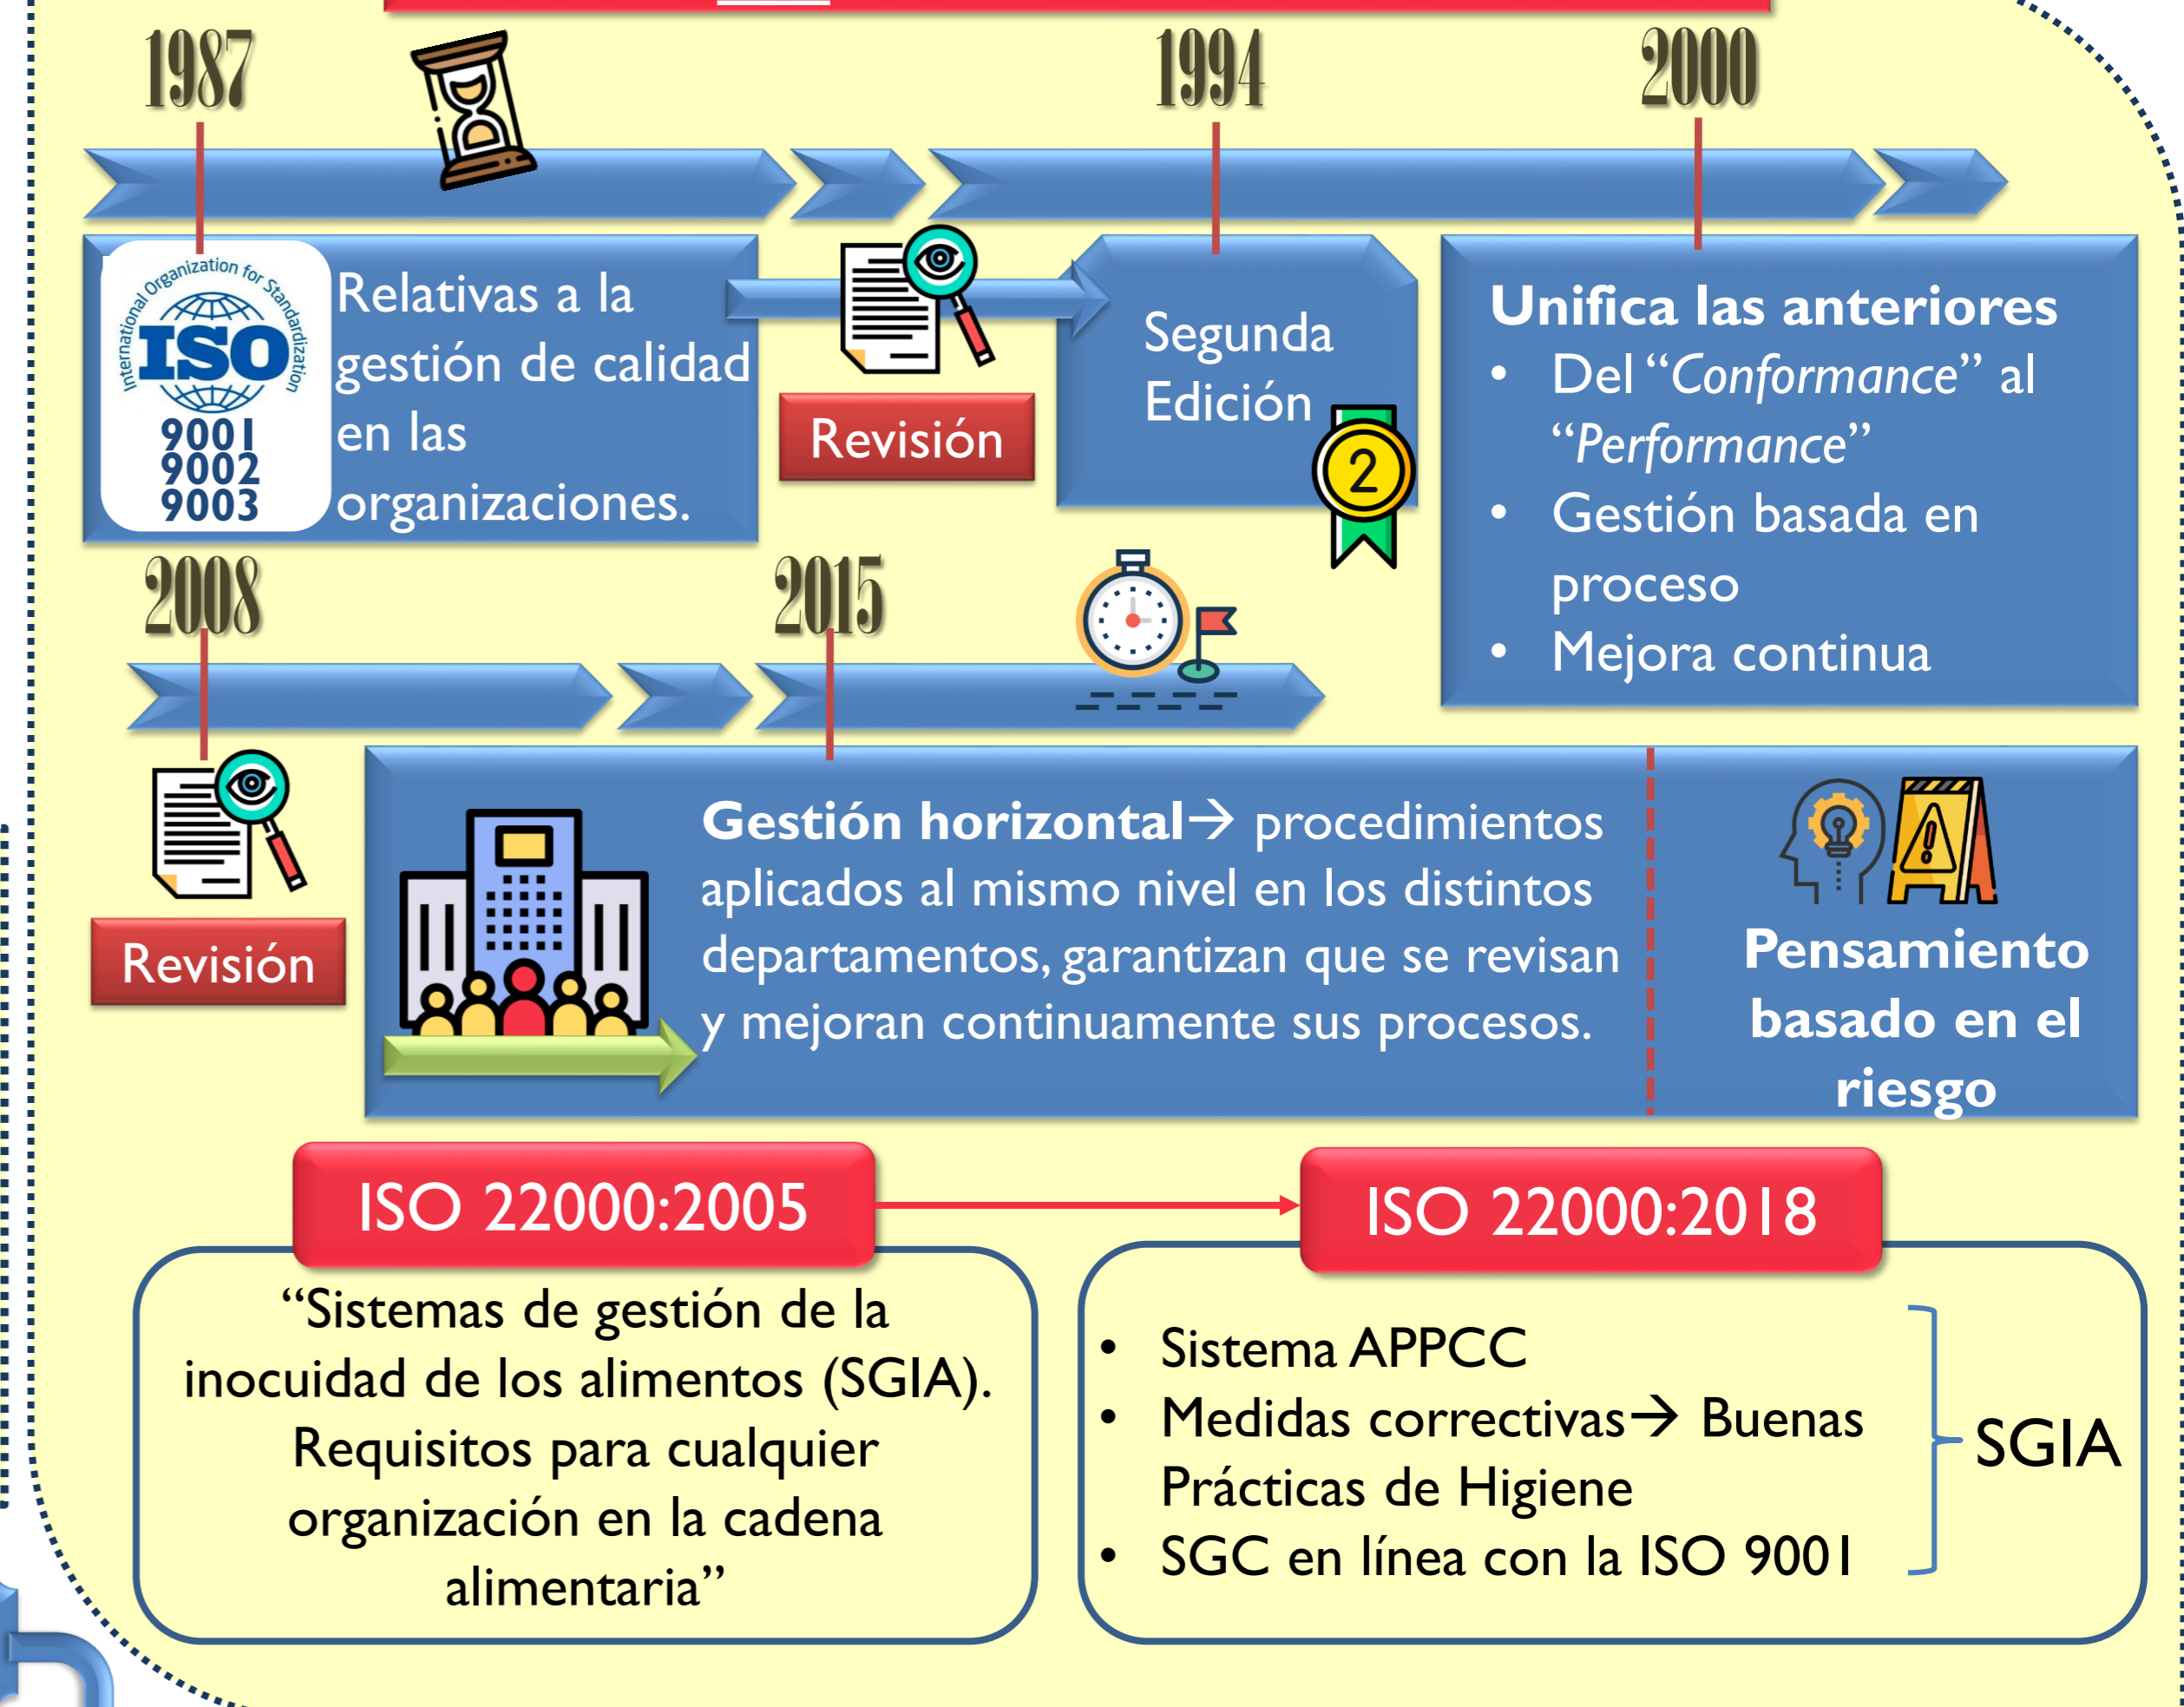 1987
1994
2000
International Organization for Standardization
ISO
9001
9002
9003
Relativas a la
gestión de calidad
en las
organizaciones.
Revisión
Segunda
Edición
2
Unifica las anteriores
• Del “Conformance” al
“Performance”
• Gestión basada en
proceso
• Mejora continua
2008
2015
Revisión
Gestión horizontal→ procedimientos
aplicados al mismo nivel en los distintos
departamentos, garantizan que se revisan
y mejoran continuamente sus procesos.
Pensamiento
basado en el
riesgo
ISO 22000:2005
“Sistemas de gestión de la
inocuidad de los alimentos (SGIA).
Requisitos para cualquier
organización en la cadena
alimentaria”
ISO 22000:2018
• Sistema APPCC
• Medidas correctivas→ Buenas
Prácticas de Higiene
• SGC en línea con la ISO 9001
SGIA